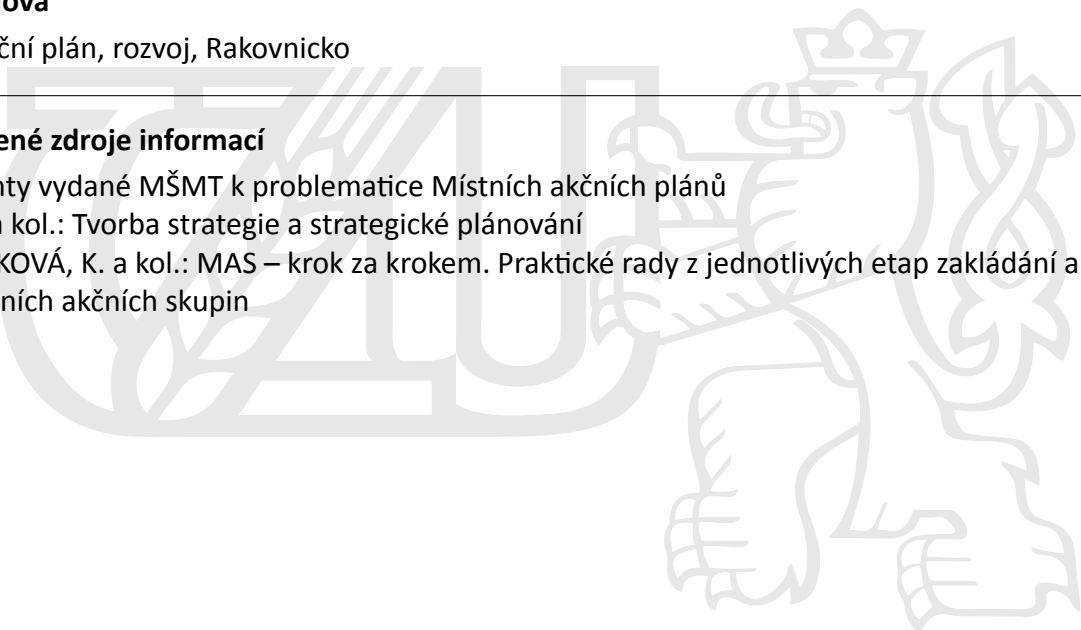 ova
ční plán, rozvoj, Rakovnicko
ené zdroje informací
nty vydané MŠMT k problematice Místních akčních plánů
a kol.: Tvorba strategie a strategické plánování
KOVÁ, K. a kol.: MAS – krok za krokem. Praktické rady z jednotlivých etap zakládání a
ních akčních skupin